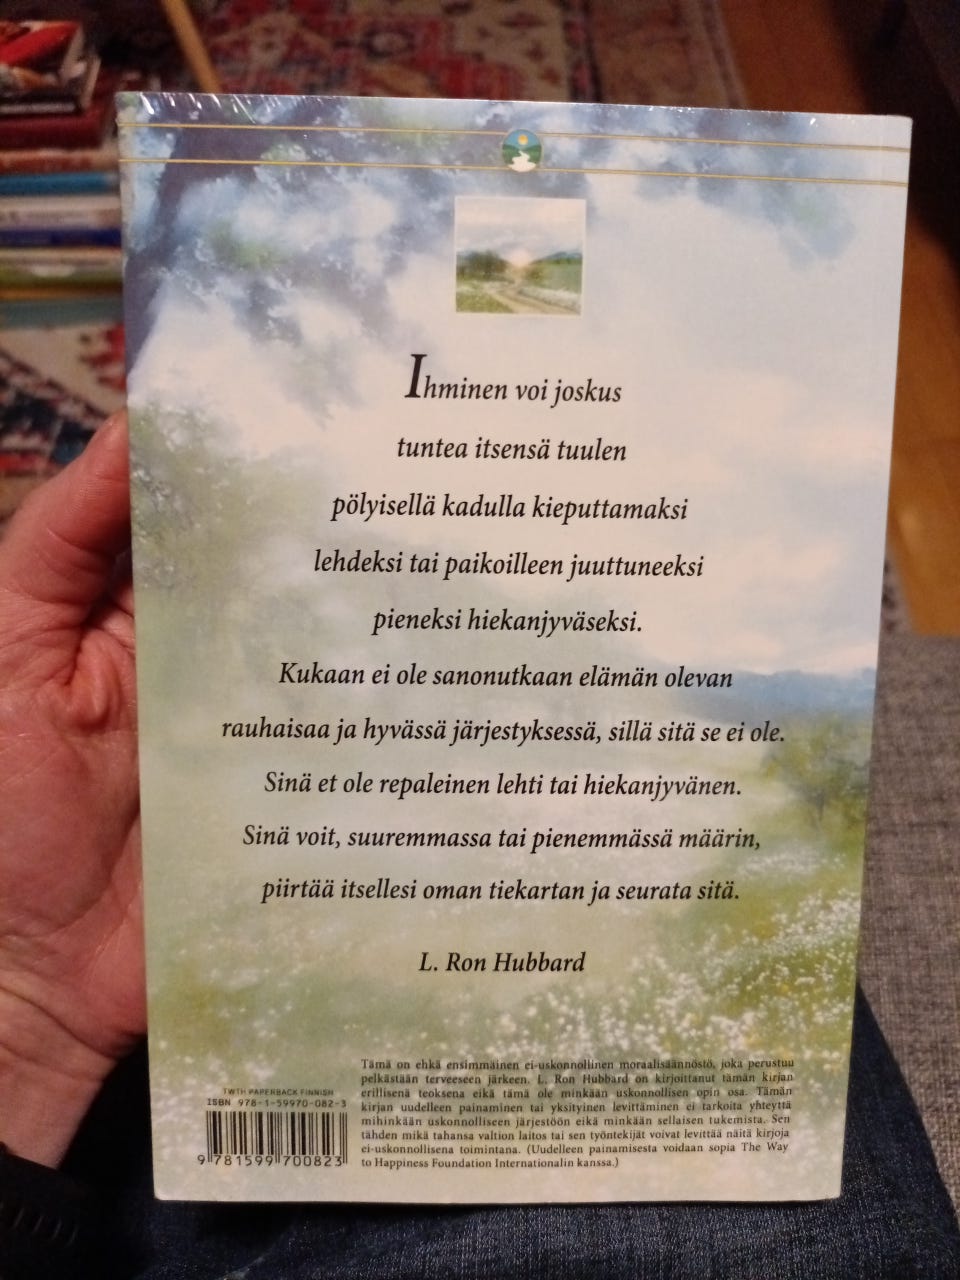 Ihminen voi joskus
tuntea itsensä tuulen
pölyisellä kadulla kieputtamaksi
lehdeksi tai paikoilleen juuttuneeksi
pieneksi hiekanjyväseksi.
Kukaan ei ole sanonutkaan elämän olevan
rauhaisaa ja hyvässä järjestyksessä, sillä sitä se ei ole.
Sinä et ole repaleinen lehti tai hiekanjyvänen.
Sinä voit, suuremmassa tai pienemmässä määrin,
piirtää itsellesi oman tiekartan ja seurata sitä.
L. Ron Hubbard
Tämä on ehkä ensimmäinen ei-uskonnollinen moraalisäännöstö, joka perustuu
pelkästään terveeseen järkeen. L. Ron Hubbard on kirjoittanut tämän kirjan
erillisenä teoksena eikä tämä ole minkään uskonnollisen opin osa. Tämän
kirjan uudelleen painaminen tai yksityinen levittäminen ei tarkoita yhteyttä
mihinkään uskonnolliseen järjestöön eikä minkään sellaisen tukemista. Sen
tähden mikä tahansa valtion laitos tai sen työntekijät voivat levittää näitä kirjoja
ei-uskonnollisena toimintana. (Uudelleen painamisesta voidaan sopia The Way
to Happiness Foundation Internationalin kanssa.)
TWTH PAPERBACK FINNISH
ISBN 978-1-59970-082-3
9 781599 700823